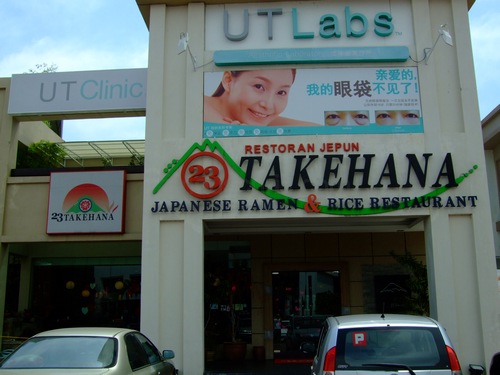 UTLabs
UT Clinic
亲爱的,
我的眼袋不见了!
RESTORAN JEPUN
23 TAKEHANA
JAPANESE RAMEN & RICE RESTAURANT
23 TAKEHANA
P